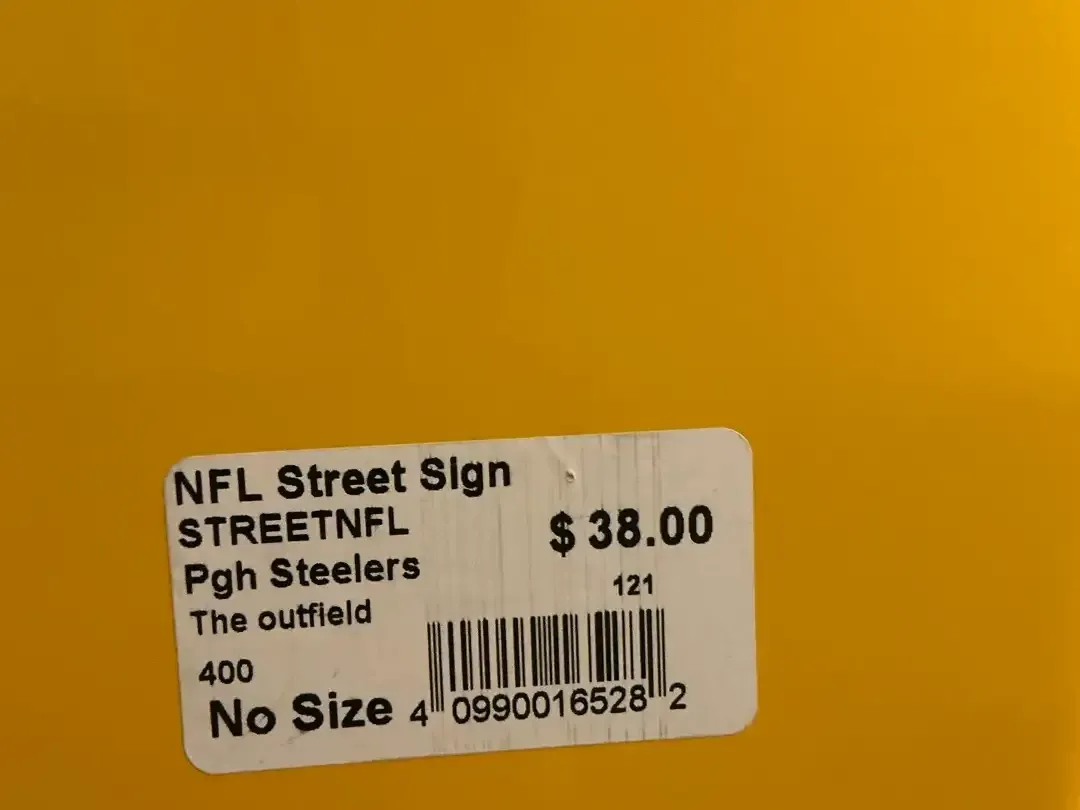 NFL Street SIgn
STREETNFL
$ 38.00
Pgh Steelers
121
The outfield
400
No Size
4 0990016528 2